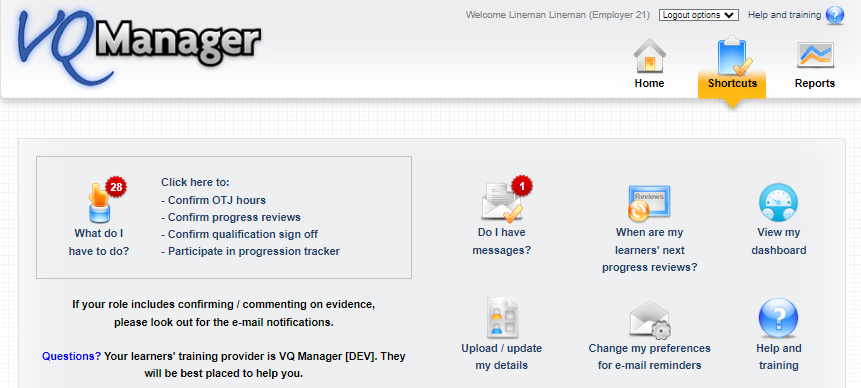 VQManager
Welcome Lineman Lineman (Employer 21) Logout options Help and training
Home
Shortcuts
Reports
28
What do I
have to do?
Click here to:
- Confirm OTJ hours
- Confirm progress reviews
- Confirm qualification sign off
- Participate in progression tracker
If your role includes confirming / commenting on evidence,
please look out for the e-mail notifications.
Questions? Your learners' training provider is VQ Manager [DEV]. They
will be best placed to help you.
1
Do I have
messages?
Reviews
When are my
learners' next
progress reviews?
View my
dashboard
Upload / update
my details
Change my preferences
for e-mail reminders
?
Help and
training